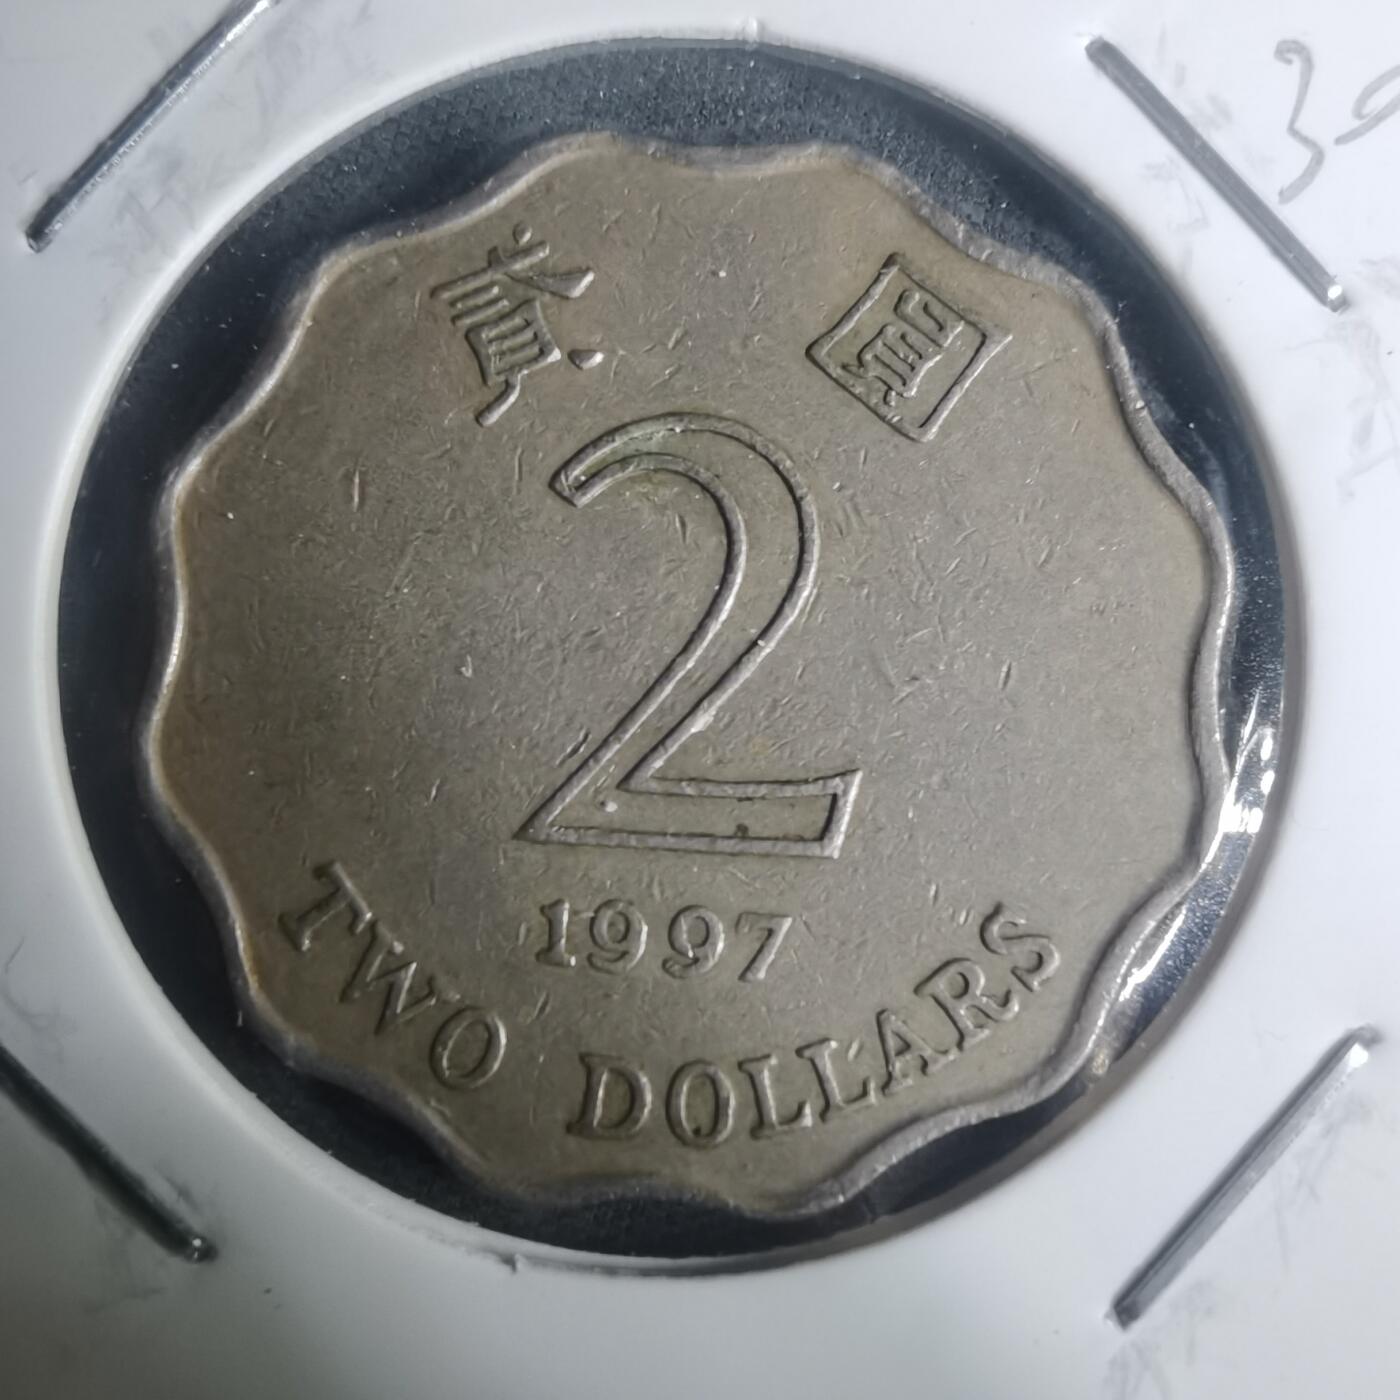 貳 圓
2
1997
TWO DOLLARS